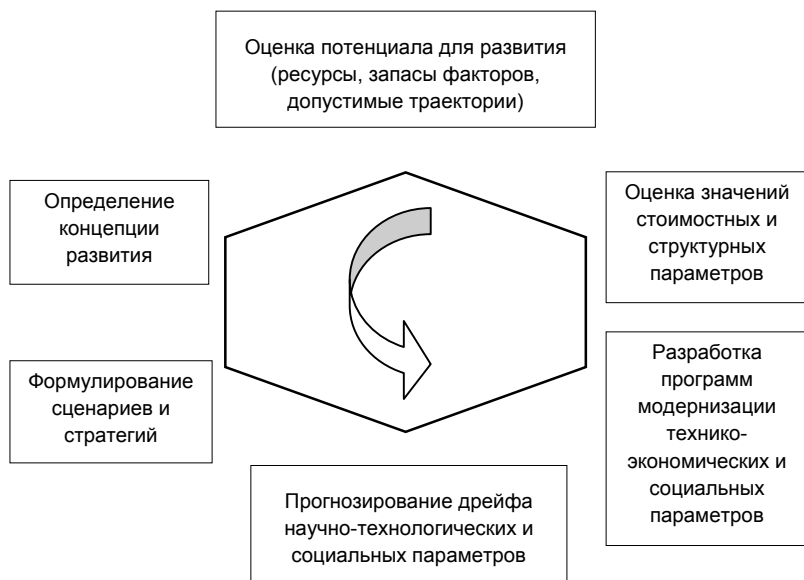 Оценка потенциала для развития
(ресурсы, запасы факторов,
допустимые траектории)
Определение
концепции
развития
Оценка значений
стоимостных и
структурных
параметров
Формулирование
сценариев и
стратегий
Разработка
программ
модернизации
технико-
экономических и
социальных
параметров
Прогнозирование дрейфа
научно-технологических и
социальных параметров